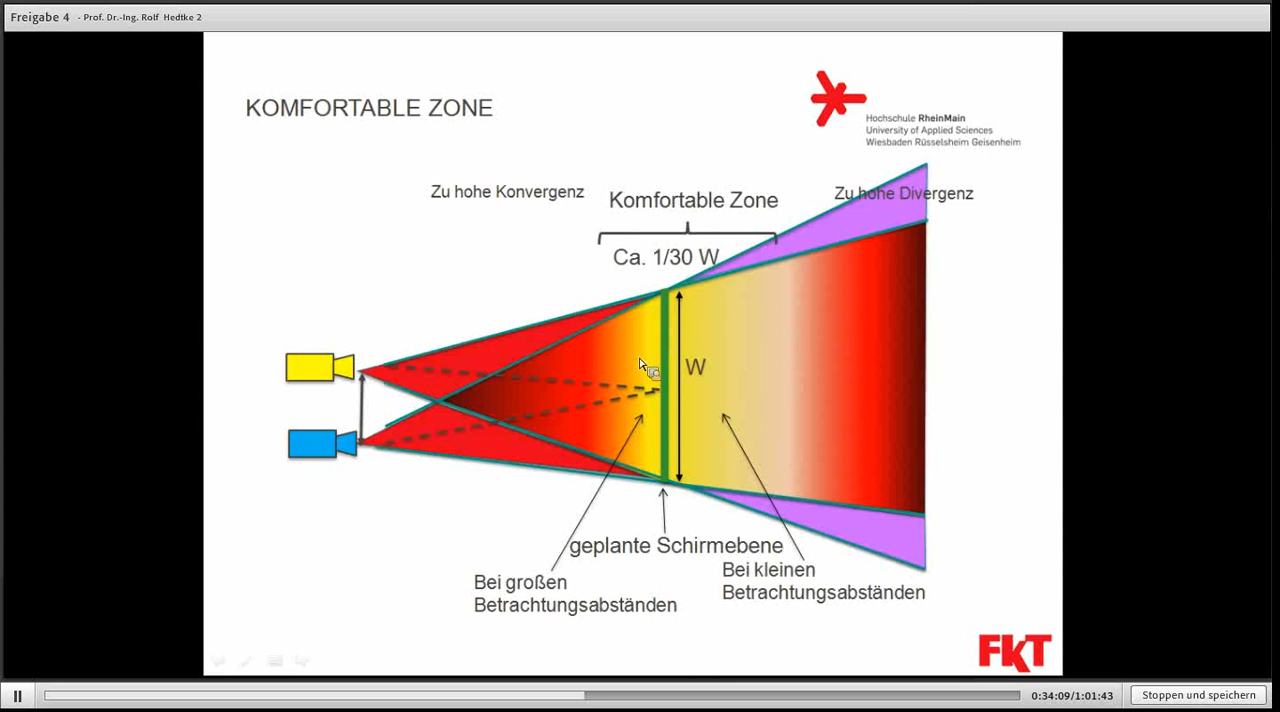 Freigabe 4 - Prof. Dr.-Ing. Rolf Hedtke 2
KOMFORTABLE ZONE
Hochschule RheinMain
University of Applied Sciences
Wiesbaden Rüsselsheim Geisenheim
Zu hohe Konvergenz
Komfortable Zone
Zu hohe Divergenz
Ca. 1/30 W
W
geplante Schirmebene
Bei großen
Betrachtungsabständen
Bei kleinen
Betrachtungsabständen
FKT
0:34:09/1:01:43
Stoppen und speichern